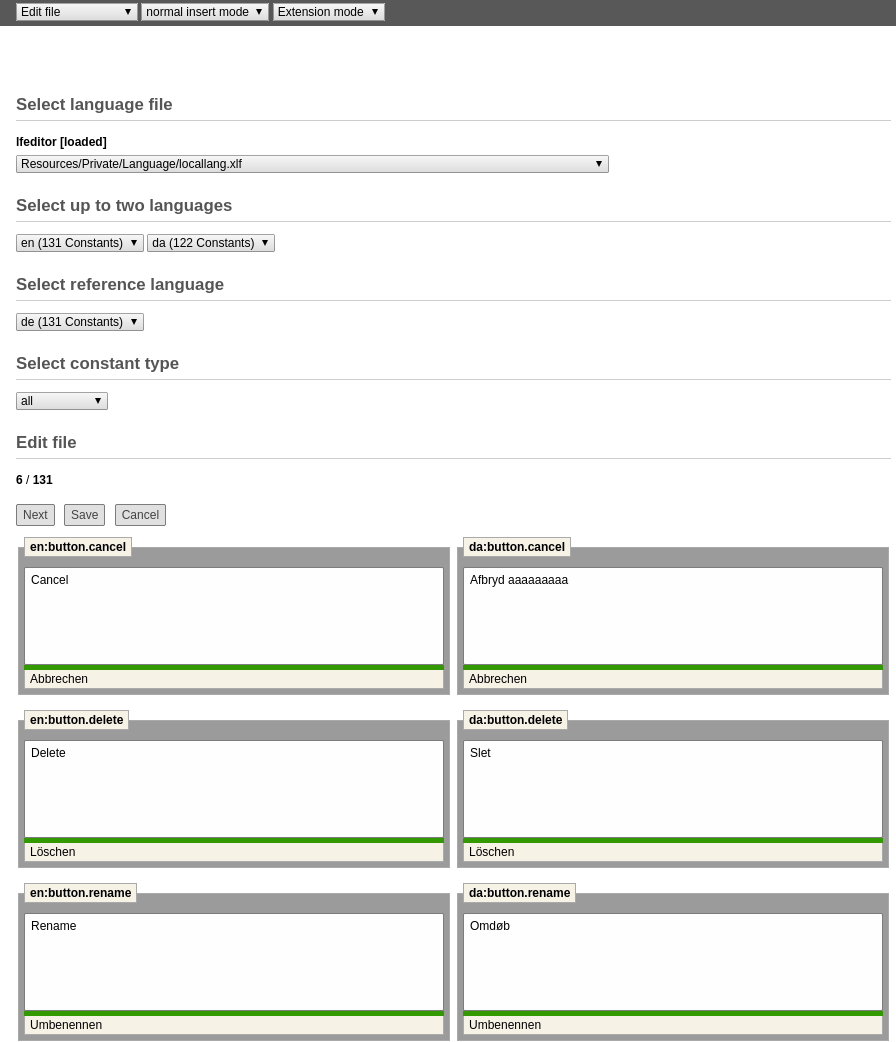 Edit file normal insert mode Extension mode
Select language file
lfeditor [loaded]
Resources/Private/Language/locallang.xlf
Select up to two languages
en (131 Constants) da (122 Constants)
Select reference language
de (131 Constants)
Select constant type
all
Edit file
6 / 131
Next Save Cancel
en:button.cancel da:button.cancel
Cancel Afbryd aaaaaaaaa
Abbrechen Abbrechen
en:button.delete da:button.delete
Delete Slet
Löschen Löschen
en:button.rename da:button.rename
Rename Omdøb
Umbenennen Umbenennen